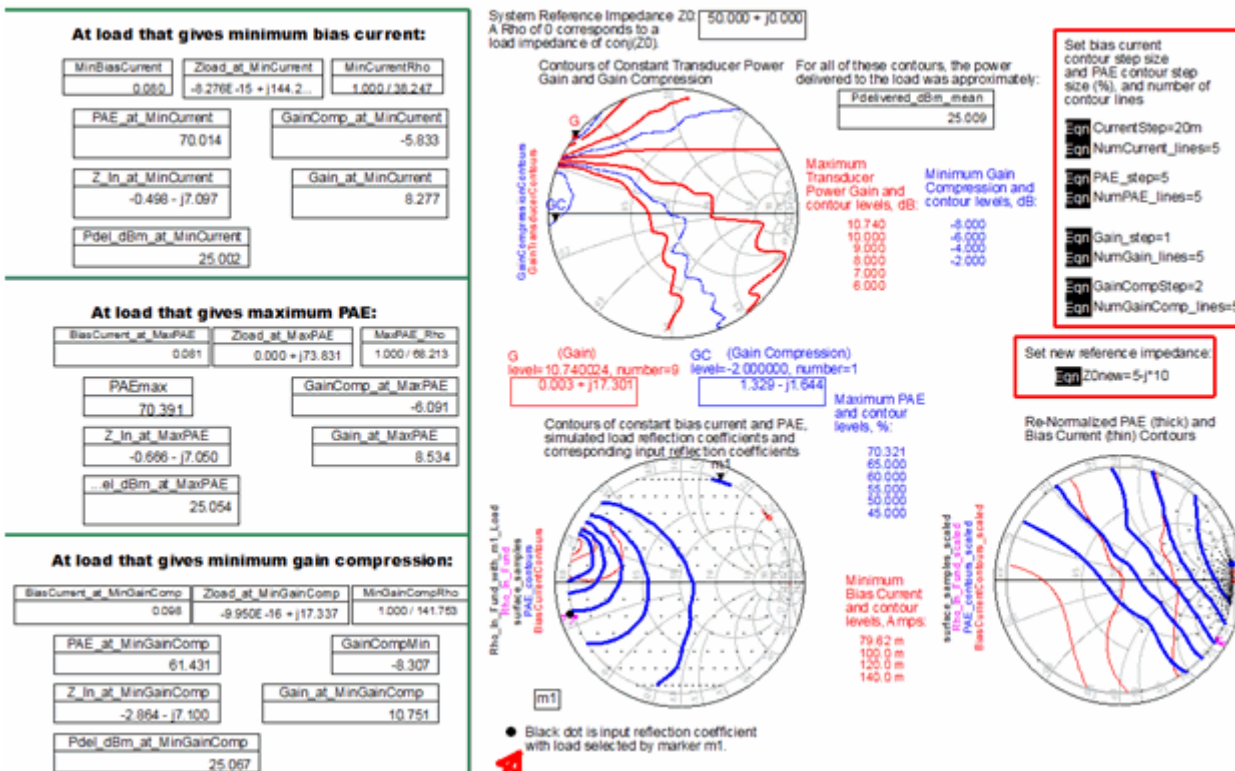 At load that gives minimum bias current:
MinBiasCurrent
0.080
Zload_at_MinCurrent
-8.276E-15 + j144.2...
MinCurrentRho
1.000 / 38.247
PAE_at_MinCurrent
70.014
GainComp_at_MinCurrent
-5.833
Z_In_at_MinCurrent
-0.498 - j7.097
Gain_at_MinCurrent
8.277
Pdel_dBm_at_MinCurrent
25.002
At load that gives maximum PAE:
BiasCurrent_at_MaxPAE
0.081
Zload_at_MaxPAE
0.000 + j73.831
MaxPAE_Rho
1.000 / 68.213
PAEmax
70.391
GainComp_at_MaxPAE
-6.091
Z_In_at_MaxPAE
-0.666 - j7.050
Gain_at_MaxPAE
8.534
...el_dBm_at_MaxPAE
25.054
At load that gives minimum gain compression:
BiasCurrent_at_MinGainComp
0.098
Zload_at_MinGainComp
-9.950E-16 + j17.337
MinGainCompRho
1.000 / 141.753
PAE_at_MinGainComp
61.431
GainCompMin
-8.307
Z_In_at_MinGainComp
-2.864 - j7.100
Gain_at_MinGainComp
10.751
Pdel_dBm_at_MinGainComp
25.067
System Reference Impedance Z0:
50.000 + j0.000
A Rho of 0 corresponds to a
load impedance of conj(Z0).
Contours of Constant Transducer Power
Gain and Gain Compression
For all of these contours, the power
delivered to the load was approximately:
Pdelivered_dBm_mean
25.009
G
GC
GainCompressionContours
GainTransducerContours
Maximum
Transducer
Power Gain and
contour levels, dB:
10.740
10.000
9.000
8.000
7.000
6.000
Minimum Gain
Compression and
contour levels, dB:
-8.000
-6.000
-4.000
-2.000
G (Gain)
level=10.740024, number=9
0.003 + j17.301
GC (Gain Compression)
level=-2.000000, number=1
1.329 - j1.644
Contours of constant bias current and PAE,
simulated load reflection coefficients and
corresponding input reflection coefficients
m1
Rho_In_Fund_with_m1_Load
Rho_In_Fund
surface_samples
PAE_contours
BiasCurrentContours
Maximum PAE
and contour
levels, %:
70.321
65.000
60.000
55.000
50.000
45.000
Minimum
Bias Current
and contour
levels, Amps:
79.62 m
100.0 m
120.0 m
140.0 m
m1
Black dot is input reflection coefficient
with load selected by marker m1.
Set bias current
contour step size
and PAE contour step
size (%), and number of
contour lines
Eqn CurrentStep=20m
Eqn NumCurrent_lines=5
Eqn PAE_step=5
Eqn NumPAE_lines=5
Eqn Gain_step=1
Eqn NumGain_lines=5
Eqn GainCompStep=2
Eqn NumGainComp_lines=5
Set new reference impedance:
Eqn Z0new=5-j*10
Re-Normalized PAE (thick) and
Bias Current (thin) Contours
surface_samples_scaled
Rho_In_Fund_scaled
PAE_contours_scaled
BiasCurrentContours_scaled